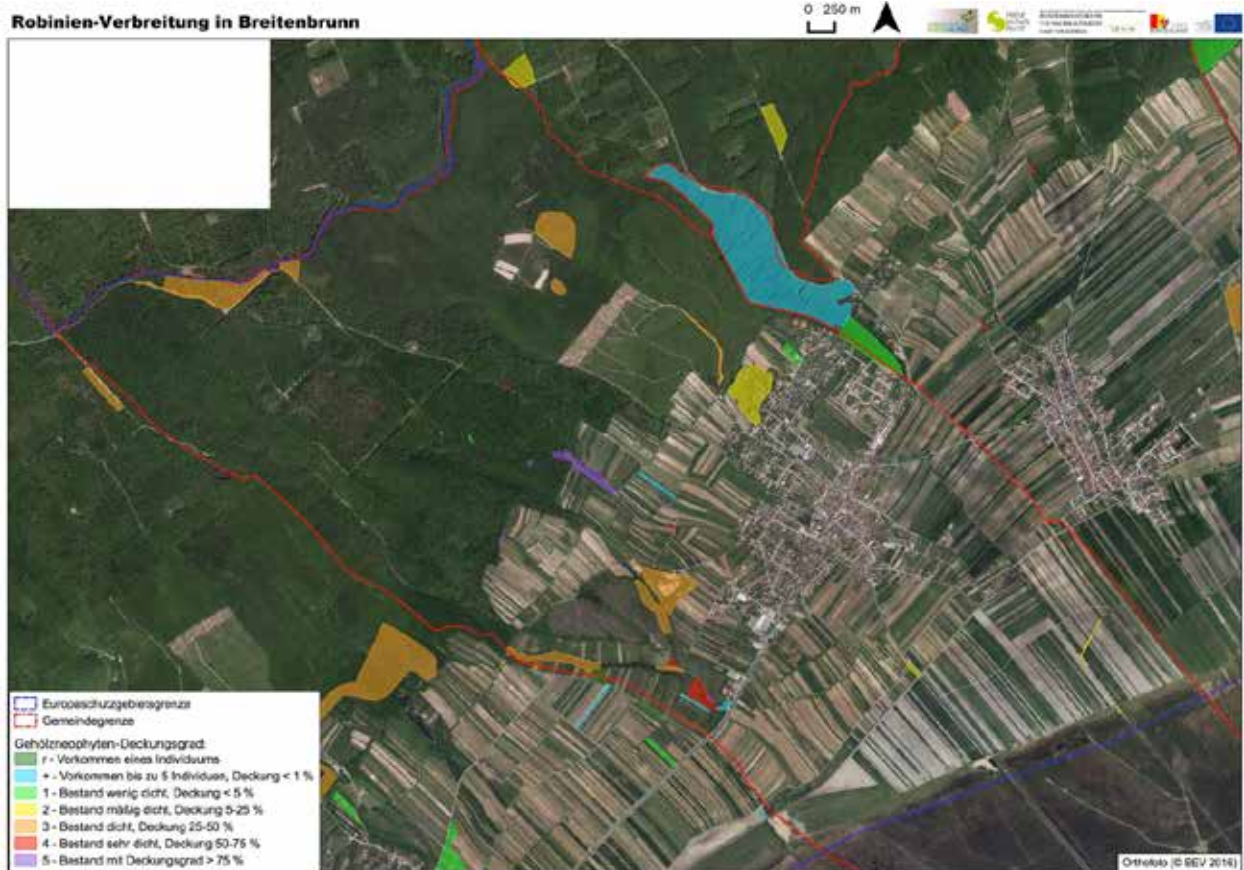 Robinien-Verbreitung in Breitenbrunn
0 250 m
Europaschutzgebietsgrenze
Gemeindegrenze
Gehölzneophyten-Deckungsgrad:
r - Vorkommen eines Individuums
+ - Vorkommen bis zu 5 Individuen, Deckung < 1 %
1 - Bestand wenig dicht, Deckung < 5 %
2 - Bestand mäßig dicht, Deckung 5-25 %
3 - Bestand dicht, Deckung 25-50 %
4 - Bestand sehr dicht, Deckung 50-75 %
5 - Bestand mit Deckungsgrad > 75 %
Orthofoto (© BEV 2016)